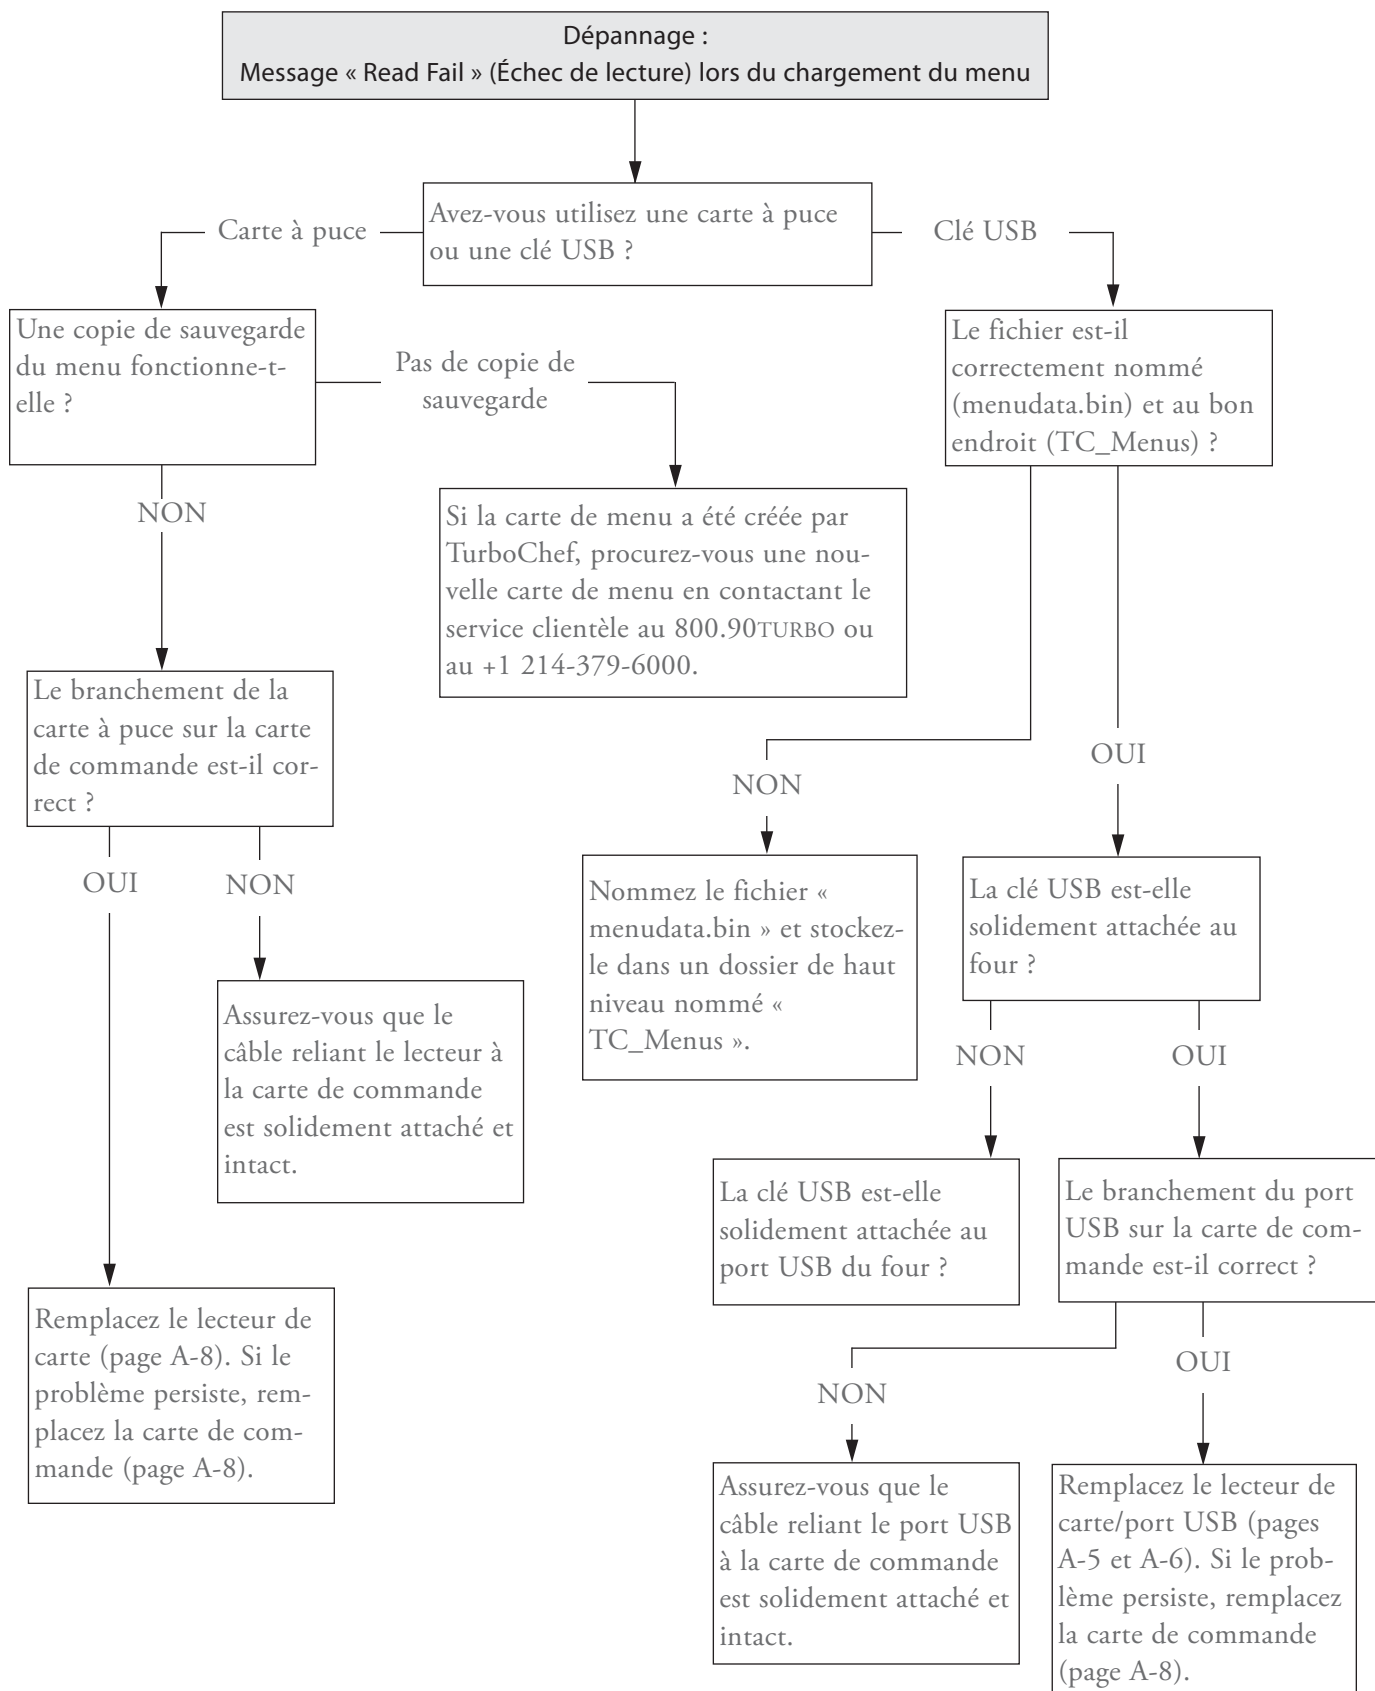 Dépannage :
Message « Read Fail » (Échec de lecture) lors du chargement du menu
Avez-vous utilisez une carte à puce
ou une clé USB ?
Carte à puce
Clé USB
Une copie de sauvegarde
du menu fonctionne-t-
elle ?
Pas de copie de
sauvegarde
Le fichier est-il
correctement nommé
(menudata.bin) et au bon
endroit (TC_Menus) ?
NON
Si la carte de menu a été créée par
TurboChef, procurez-vous une nou-
velle carte de menu en contactant le
service clientèle au 800.90TURBO ou
au +1 214-379-6000.
Le branchement de la
carte à puce sur la carte
de commande est-il cor-
rect ?
NON
OUI
OUI
NON
Nommez le fichier «
menudata.bin » et stockez-
le dans un dossier de haut
niveau nommé «
TC_Menus ».
La clé USB est-elle
solidement attachée au
four ?
Assurez-vous que le
câble reliant le lecteur à
la carte de commande
est solidement attaché et
intact.
NON
OUI
La clé USB est-elle
solidement attachée au
port USB du four ?
Le branchement du port
USB sur la carte de com-
mande est-il correct ?
Remplacez le lecteur de
carte (page A-8). Si le
problème persiste, rem-
placez la carte de com-
mande (page A-8).
NON
OUI
Assurez-vous que le
câble reliant le port USB
à la carte de commande
est solidement attaché et
intact.
Remplacez le lecteur de
carte/port USB (pages
A-5 et A-6). Si le prob-
lème persiste, remplacez
la carte de commande
(page A-8).